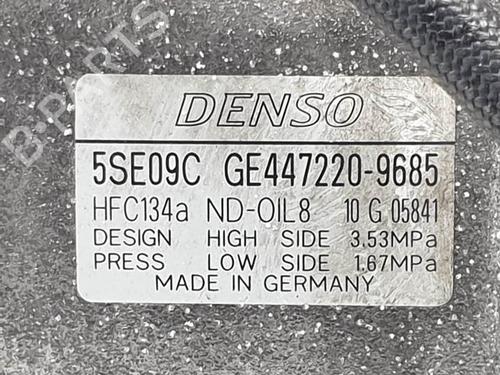 DENSO
5SE09C GE447220-9685
HFC134a ND-OIL8 10 G 05841
DESIGN HIGH SIDE 3.53MPa
PRESS LOW SIDE 1.67MPa
MADE IN GERMANY
B-PARTS